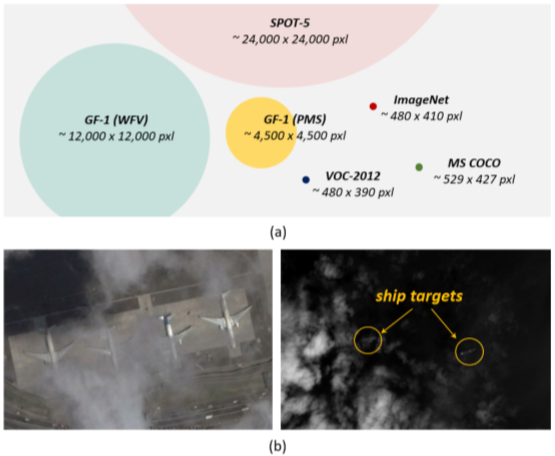 SPOT-5
~ 24,000 x 24,000 pxl
GF-1 (WFV)
~ 12,000 x 12,000 pxl
GF-1 (PMS)
~ 4,500 x 4,500 pxl
ImageNet
~ 480 x 410 pxl
VOC-2012
~ 480 x 390 pxl
MS COCO
~ 529 x 427 pxl
(a)
ship targets
(b)